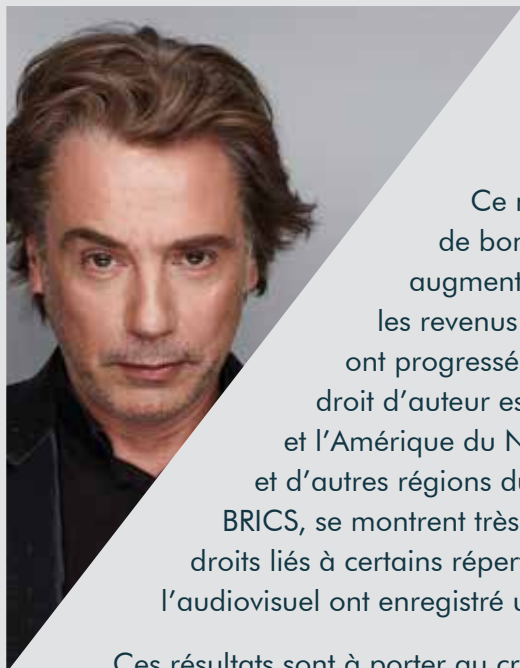 Ce
de bon
augment
les revenus
ont progressé
droit d'auteur es
et l'Amérique du N
et d'autres régions du
BRICS, se montrent très
droits liés à certains réper
l'audiovisuel ont enregistré u
Ces résultats sont à porter au cr